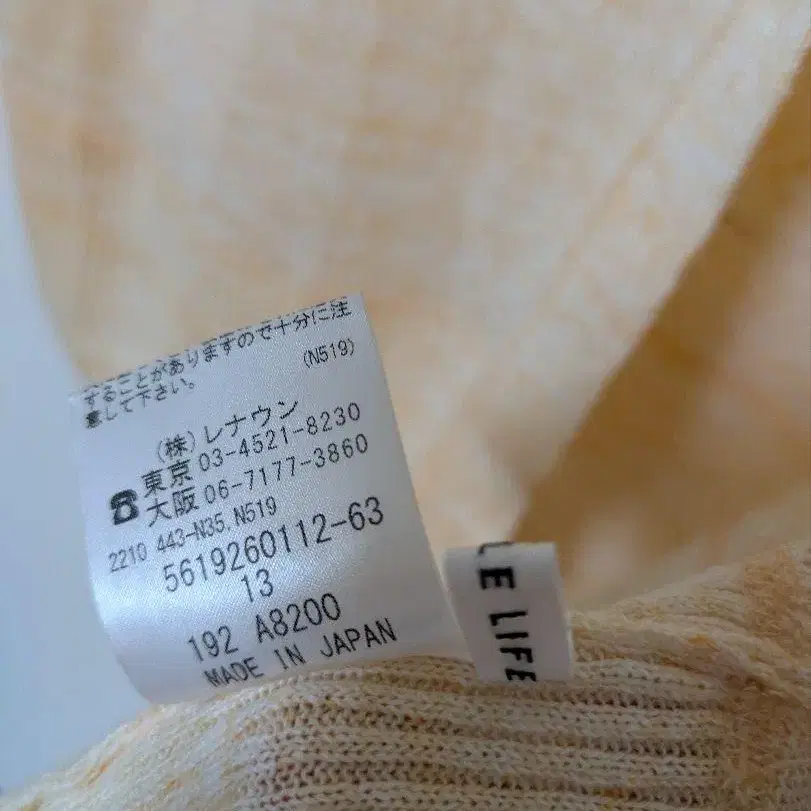 することがありますので十分に注
意して下さい。
(N519)
(株)レナウン
東京 03-4521-8230
大阪 06-7177-3860
2210 443-N35,N519
5619260112-63
13
192 A8200
MADE IN JAPAN
LE LIFE